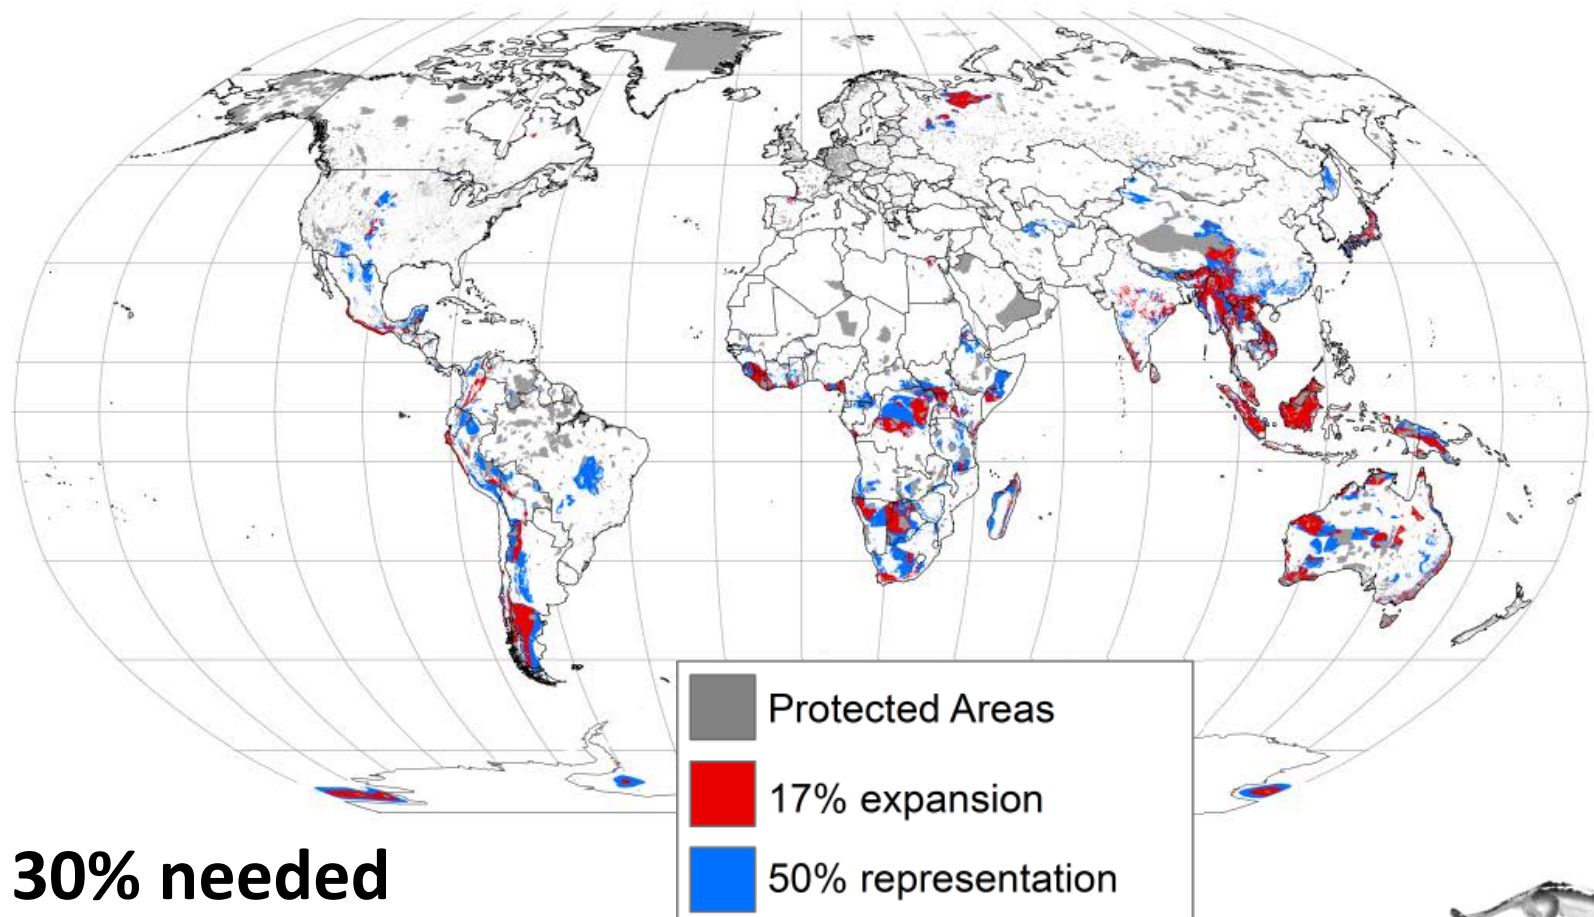 Protected Areas
17% expansion
50% representation
30% needed